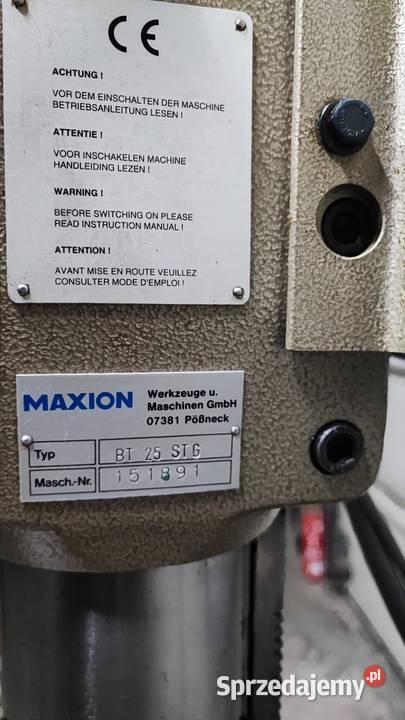 CE
ACHTUNG !
VOR DEM EINSCHALTEN DER MASCHINE
BETRIEBSANLEITUNG LESEN !
ATTENTIE !
VOOR INSCHAKELEN MACHINE
HANDLEIDING LEZEN !
WARNING !
BEFORE SWITCHING ON PLEASE
READ INSTRUCTION MANUAL !
ATTENTION !
AVANT MISE EN ROUTE VEUILLEZ
CONSULTER MODE D'EMPLOI !
MAXION Werkzeuge u.
Maschinen GmbH
07381 Pößneck
Typ BT 25 STG
Masch.-Nr. 151891
Sprzedajemy.pl